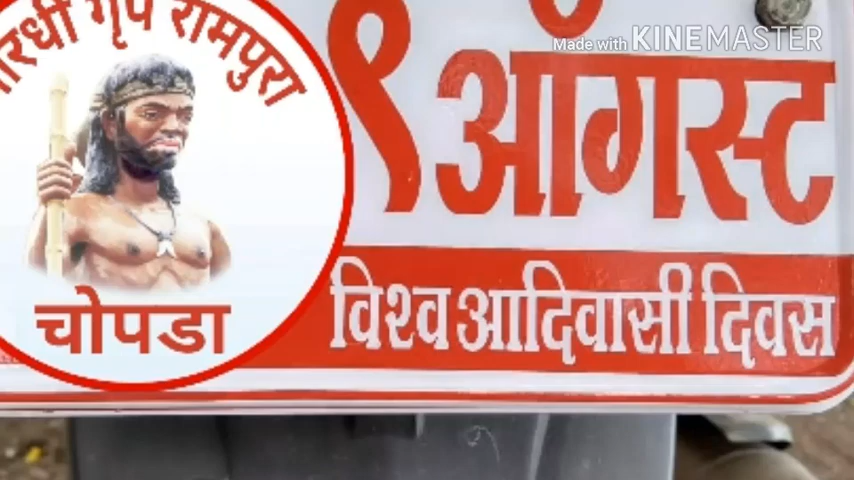 पारधी गृप रामपुरा
चोपडा
९ ऑगस्ट
विश्व आदिवासी दिवस
Made with KINEMASTER